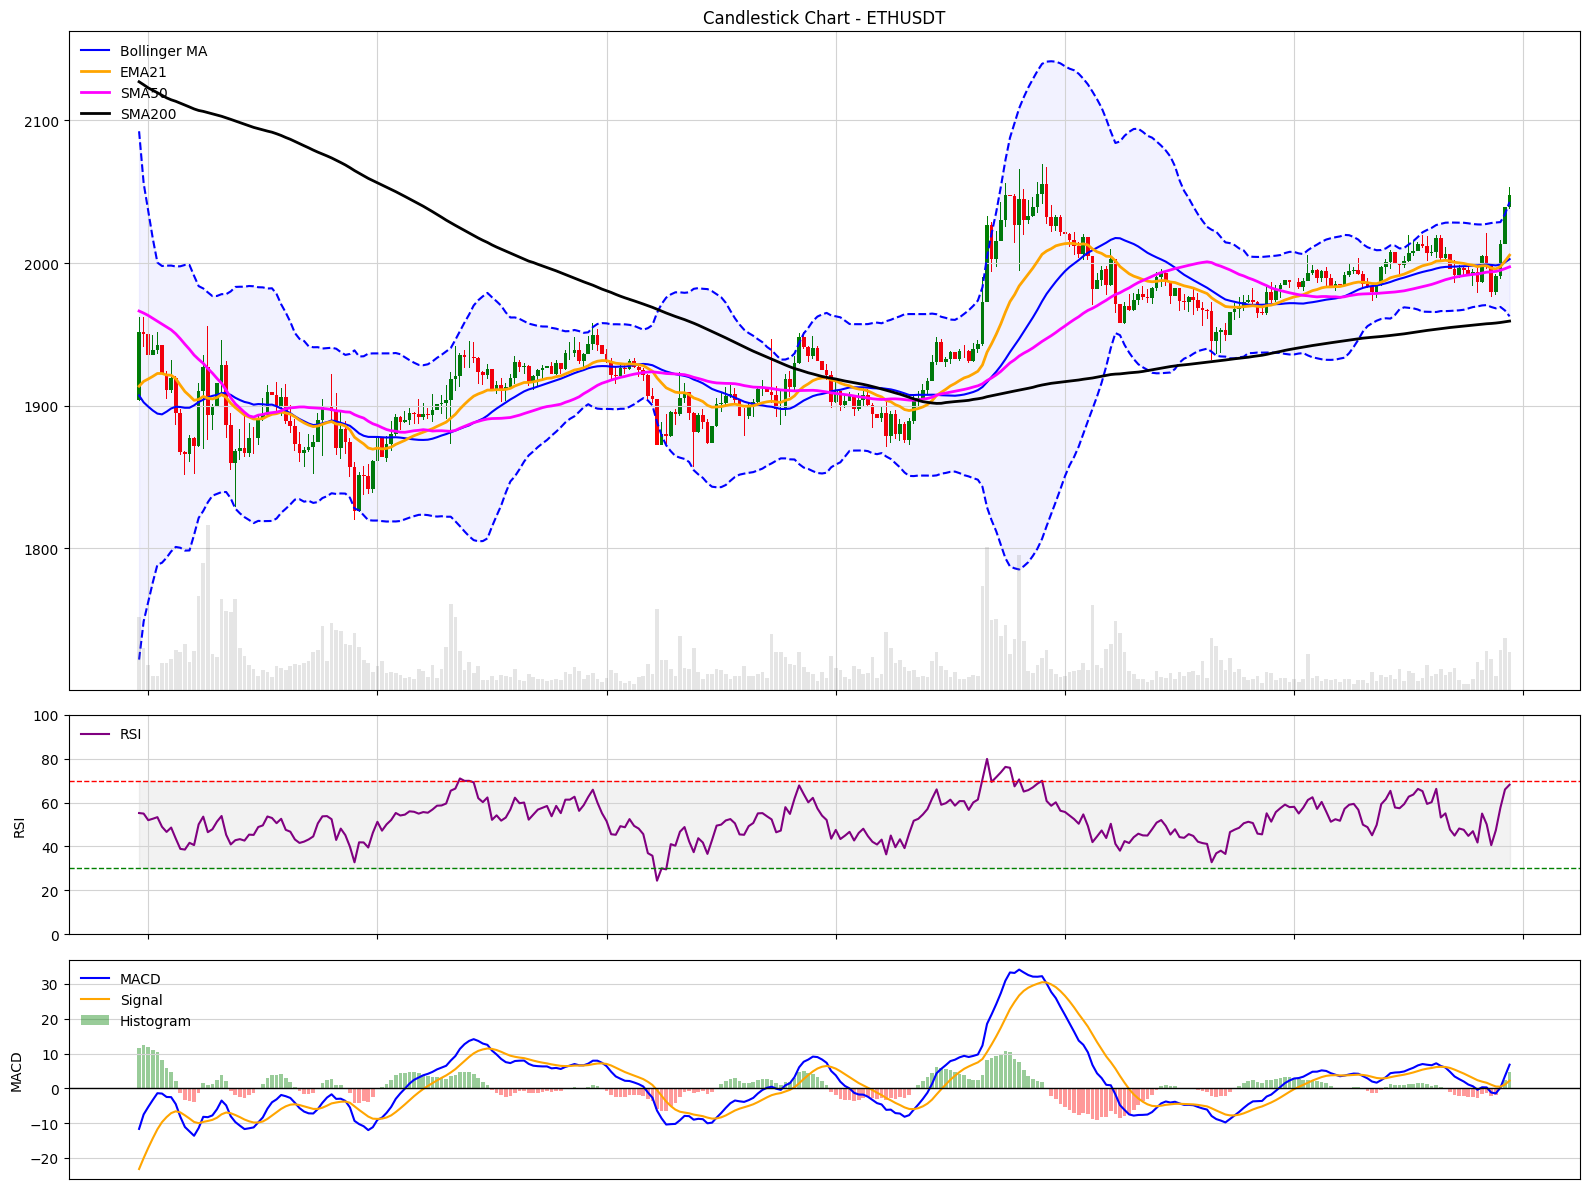 Candlestick Chart - ETHUSDT
Bollinger MA
EMA21
SMA50
SMA200
2100
2000
1900
1800
100
80
60
40
20
0
RSI
RSI
30
20
10
0
−10
−20
MACD
MACD
Signal
Histogram